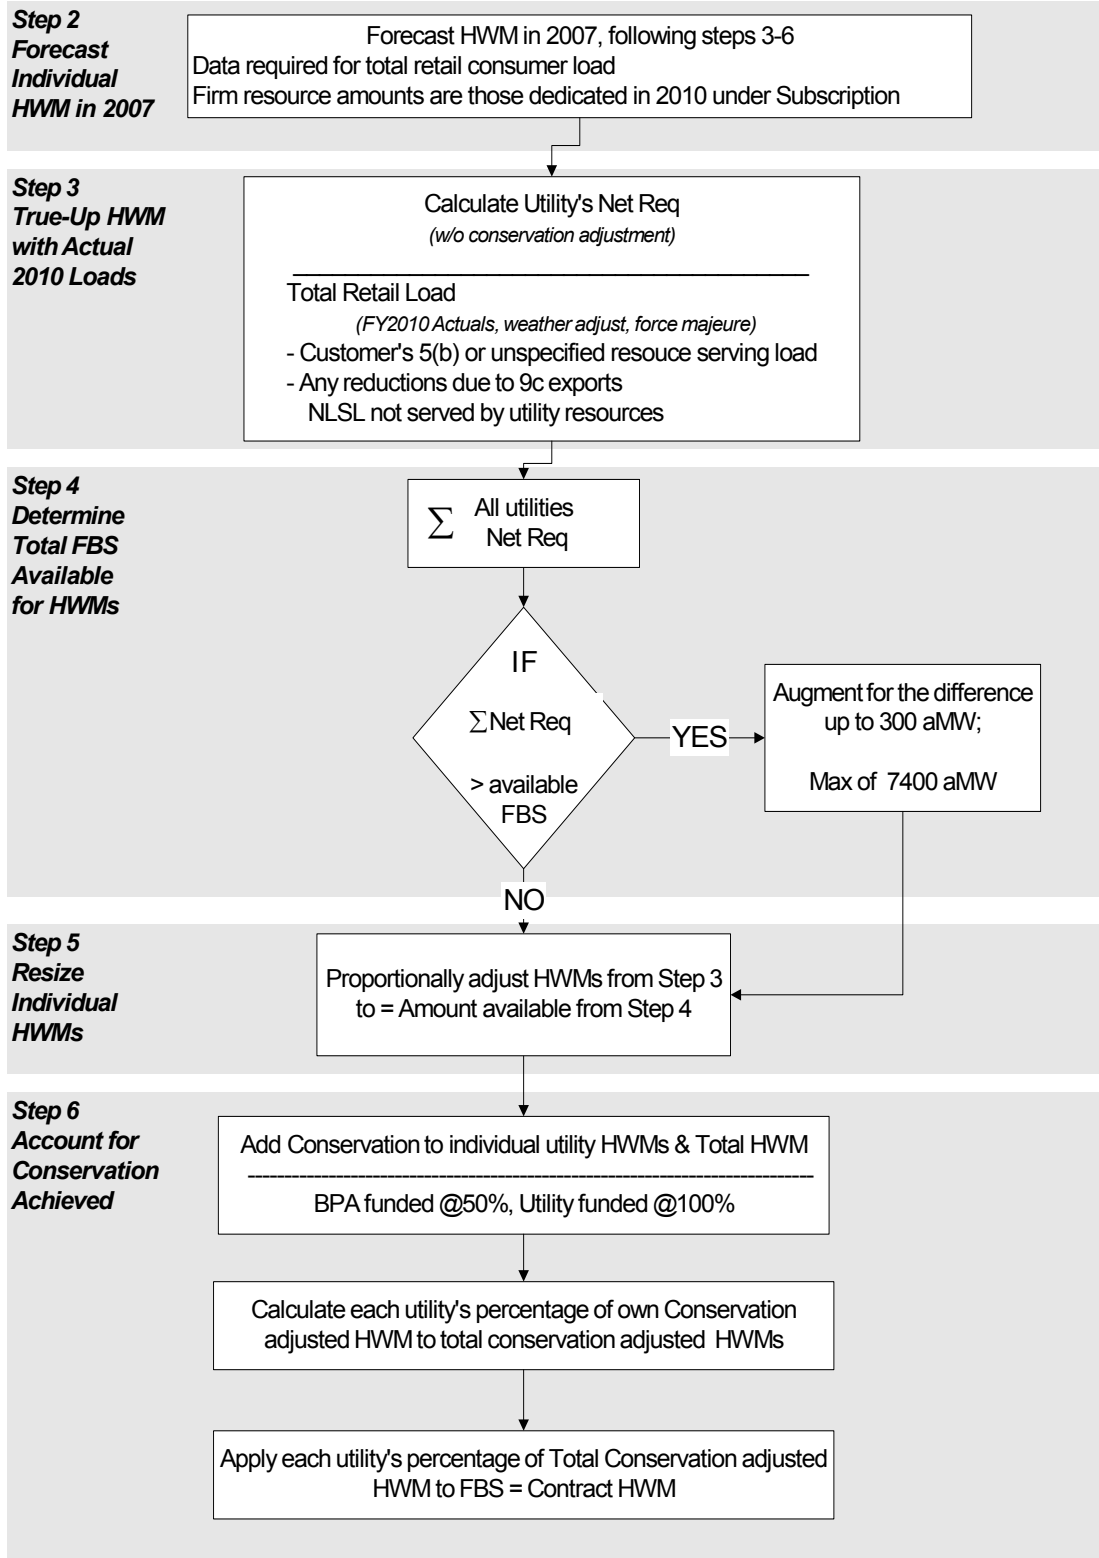 Step 2
Forecast
Individual
HWM in 2007
Forecast HWM in 2007, following steps 3-6
Data required for total retail consumer load
Firm resource amounts are those dedicated in 2010 under Subscription
Step 3
True-Up HWM
with Actual
2010 Loads
Calculate Utility's Net Req
(w/o conservation adjustment)
Total Retail Load
(FY2010 Actuals, weather adjust, force majeure)
- Customer's 5(b) or unspecified resouce serving load
- Any reductions due to 9c exports
NLSL not served by utility resources
Step 4
Determine
Total FBS
Available
for HWMs
∑ All utilities
Net Req
IF
∑Net Req
> available
FBS
YES
Augment for the difference
up to 300 aMW;
Max of 7400 aMW
NO
Step 5
Resize
Individual
HWMs
Proportionally adjust HWMs from Step 3
to = Amount available from Step 4
Step 6
Account for
Conservation
Achieved
Add Conservation to individual utility HWMs & Total HWM
BPA funded @50%, Utility funded @100%
Calculate each utility's percentage of own Conservation
adjusted HWM to total conservation adjusted HWMs
Apply each utility's percentage of Total Conservation adjusted
HWM to FBS = Contract HWM